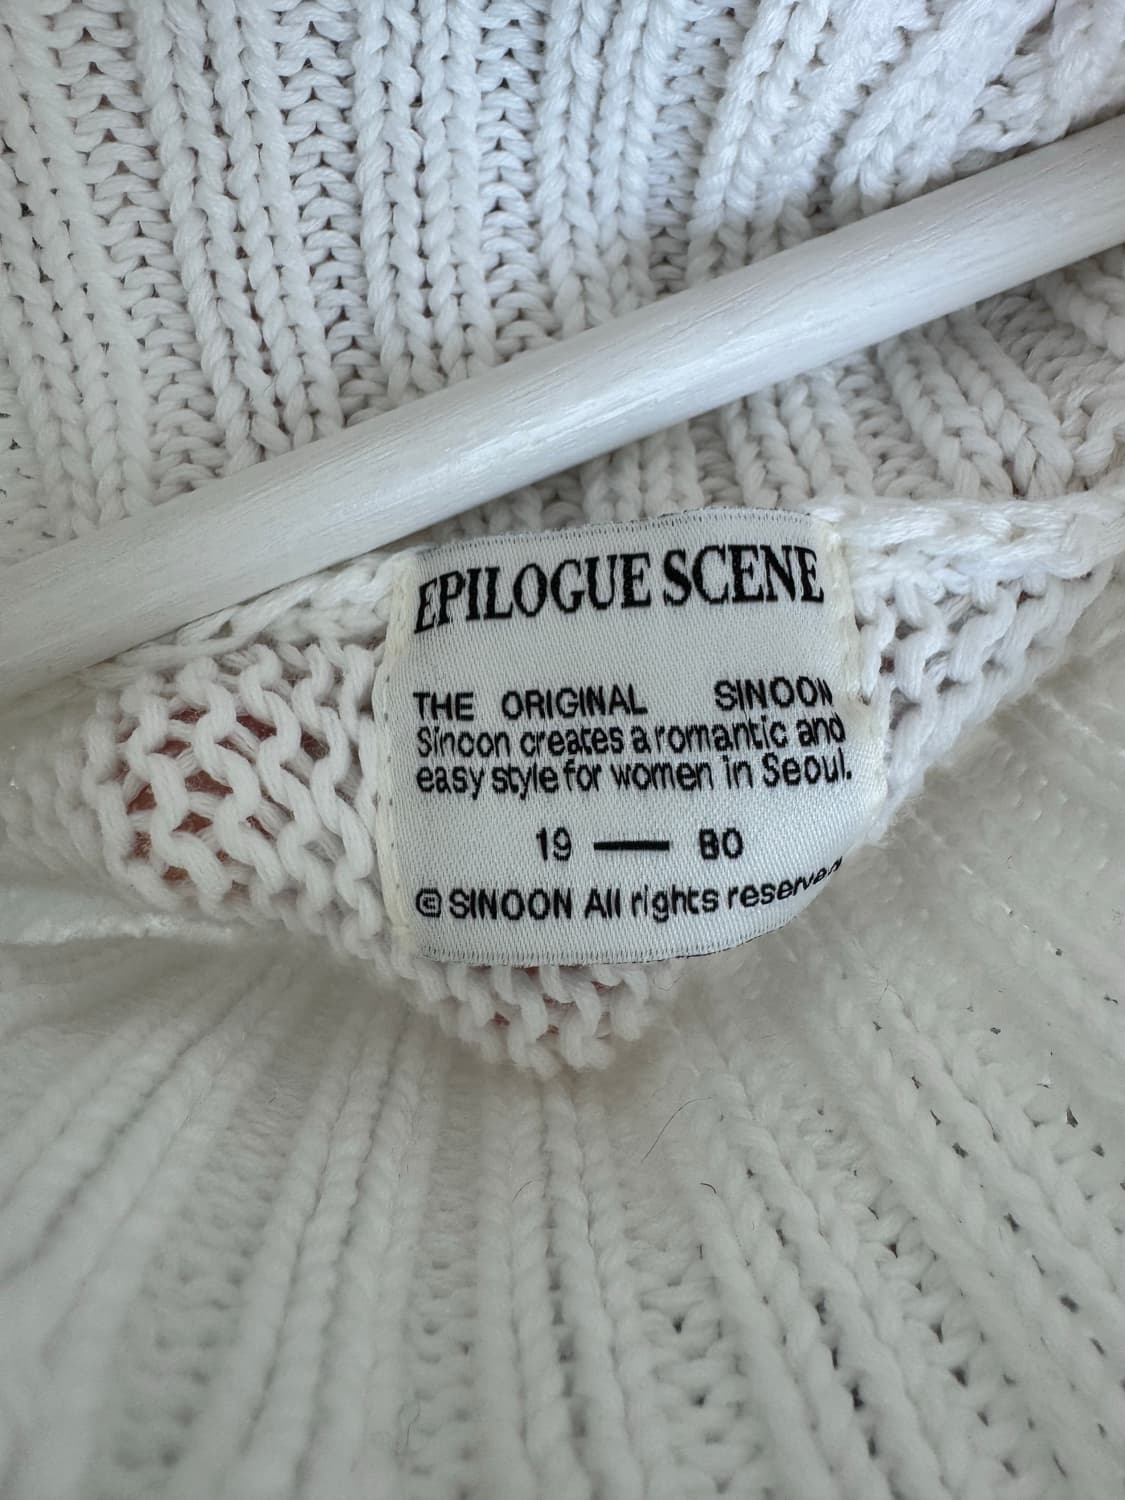 EPILOGUE SCENE
THE ORIGINAL SINOON
Sinoon creates a romantic and
easy style for women in Seoul.
19 — 80
© SINOON All rights reserved